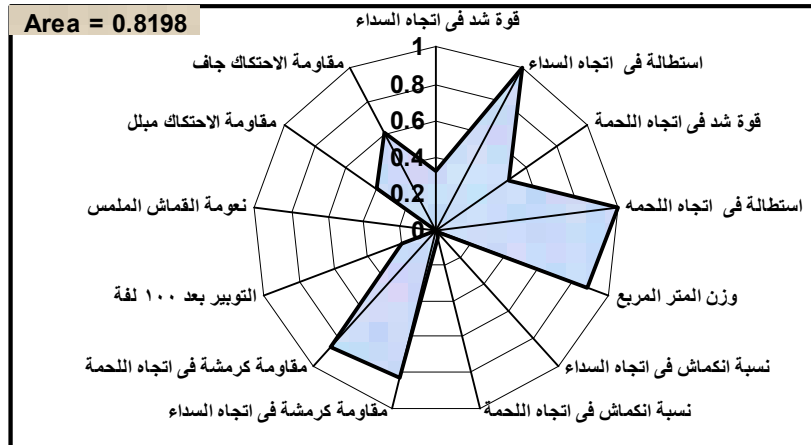 Area = 0.8198
قوة شد فى اتجاه السداء
استطالة فى اتجاه السداء
قوة شد فى اتجاه اللحمة
استطالة فى اتجاه اللحمه
وزن المتر المربع
نسبة انكماش فى اتجاه السداء
نسبة انكماش فى اتجاه اللحمة
مقاومة كرمشة فى اتجاه السداء
مقاومة كرمشة فى اتجاه اللحمة
التوبير بعد ١٠٠ لفة
نعومة القماش الملمس
مقاومة الاحتكاك مبلل
مقاومة الاحتكاك جاف
1
0.8
0.6
0.4
0.2
0